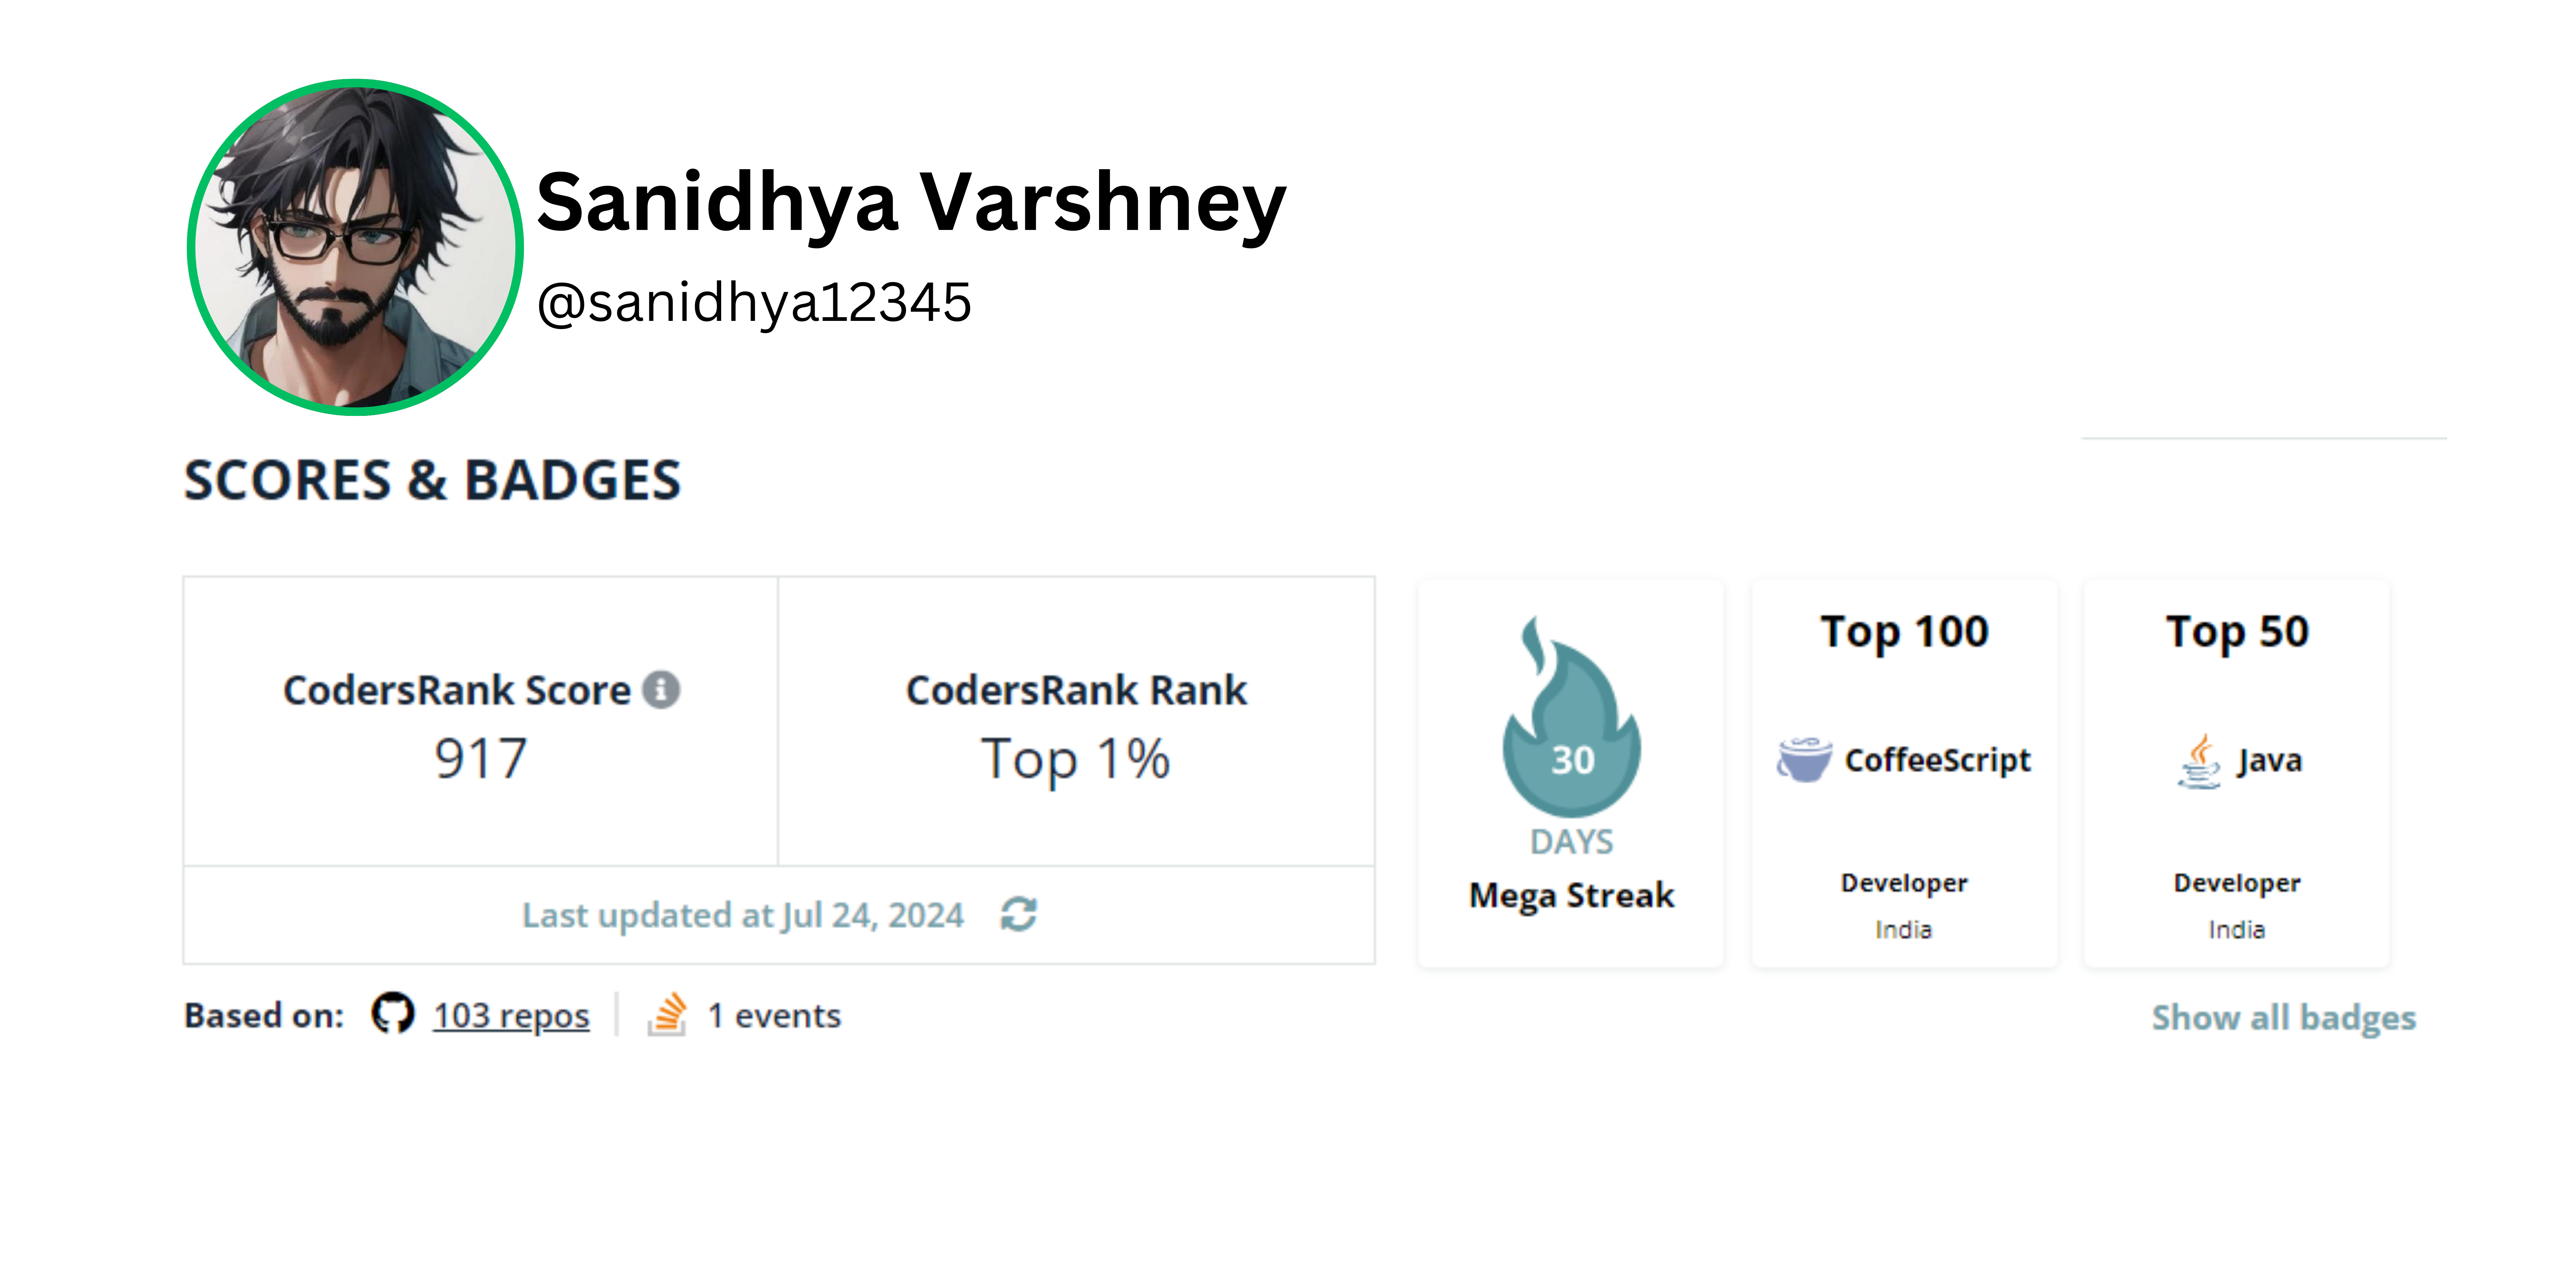 Sanidhya Varshney
@sanidhya12345
SCORES & BADGES
CodersRank Score
917
CodersRank Rank
Top 1%
Last updated at Jul 24, 2024
Based on: 103 repos 1 events
30
DAYS
Mega Streak
Top 100
CoffeeScript
Developer
India
Top 50
Java
Developer
India
Show all badges